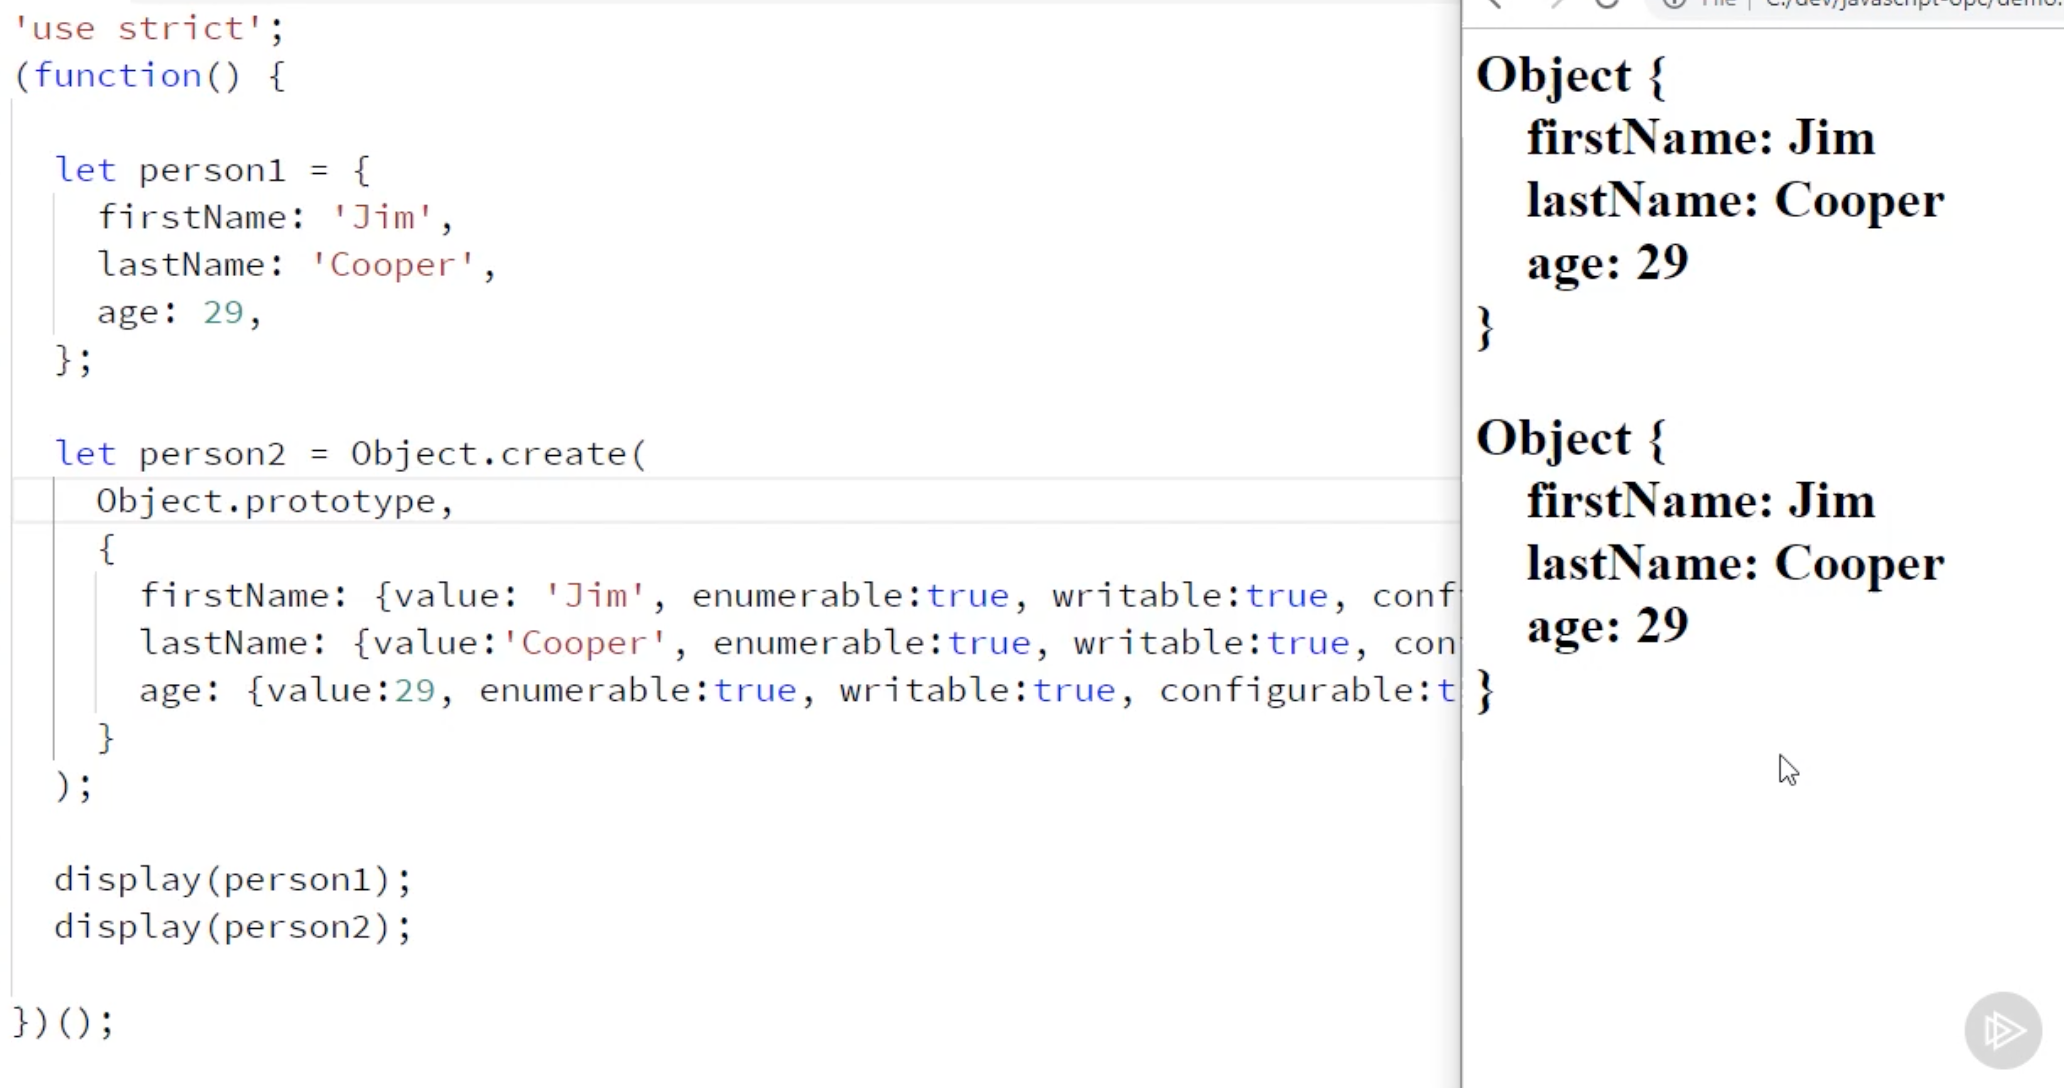 'use strict';
(function() {
let person1 = {
firstName: 'Jim',
lastName: 'Cooper',
age: 29,
};
let person2 = Object.create(
Object.prototype,
{
firstName: {value: 'Jim', enumerable:true, writable:true, conf
lastName: {value:'Cooper', enumerable:true, writable:true, con
age: {value:29, enumerable:true, writable:true, configurable:t
}
);
display(person1);
display(person2);
})();
Object {
firstName: Jim
lastName: Cooper
age: 29
}
Object {
firstName: Jim
lastName: Cooper
age: 29
}